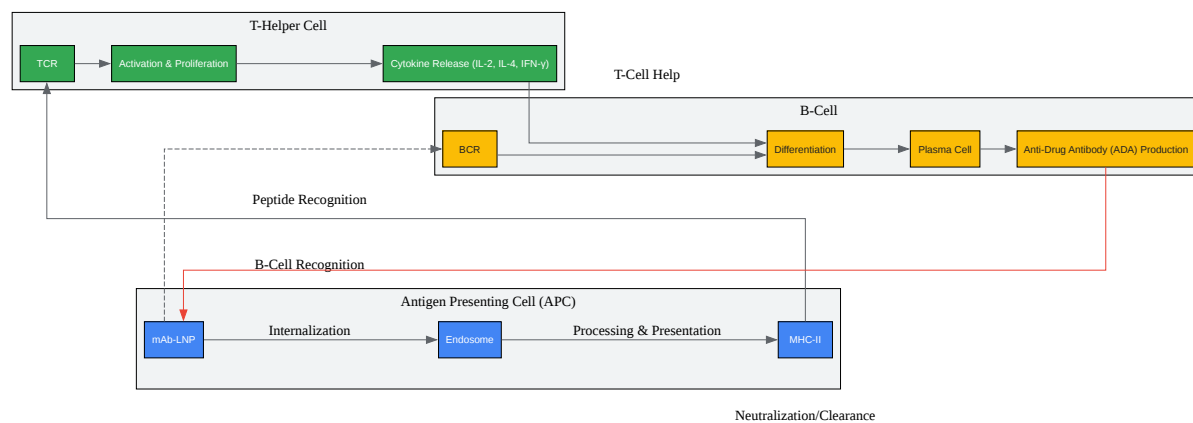 T-Helper Cell
TCR
Activation & Proliferation
Cytokine Release (IL-2, IL-4, IFN-γ)
T-Cell Help
B-Cell
BCR
Differentiation
Plasma Cell
Anti-Drug Antibody (ADA) Production
Peptide Recognition
B-Cell Recognition
Antigen Presenting Cell (APC)
mAb-LNP
Internalization
Endosome
Processing & Presentation
MHC-II
Neutralization/Clearance